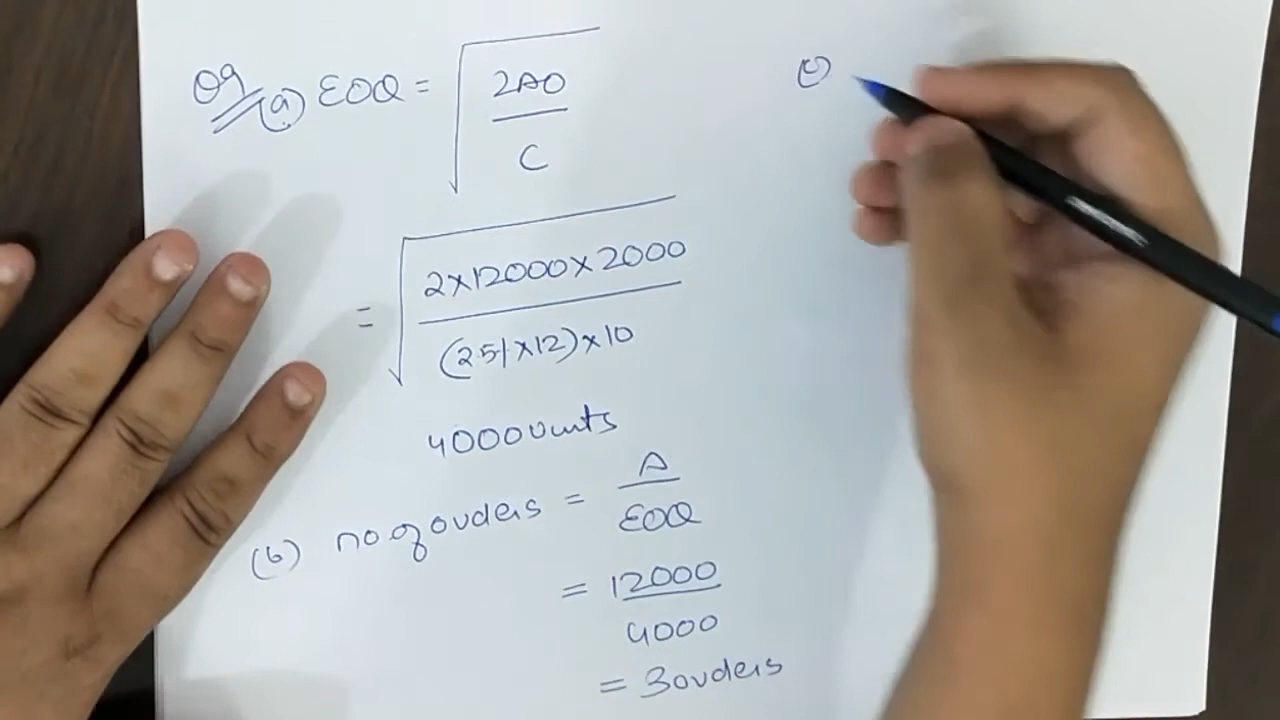 Q9 (a) EOQ = √ 2AO / C
= √ 2×12000×2000 / (25%×12)×10
4000 units
(b) no of orders = A / EOQ
= 12000 / 4000
= 3 orders
(c)